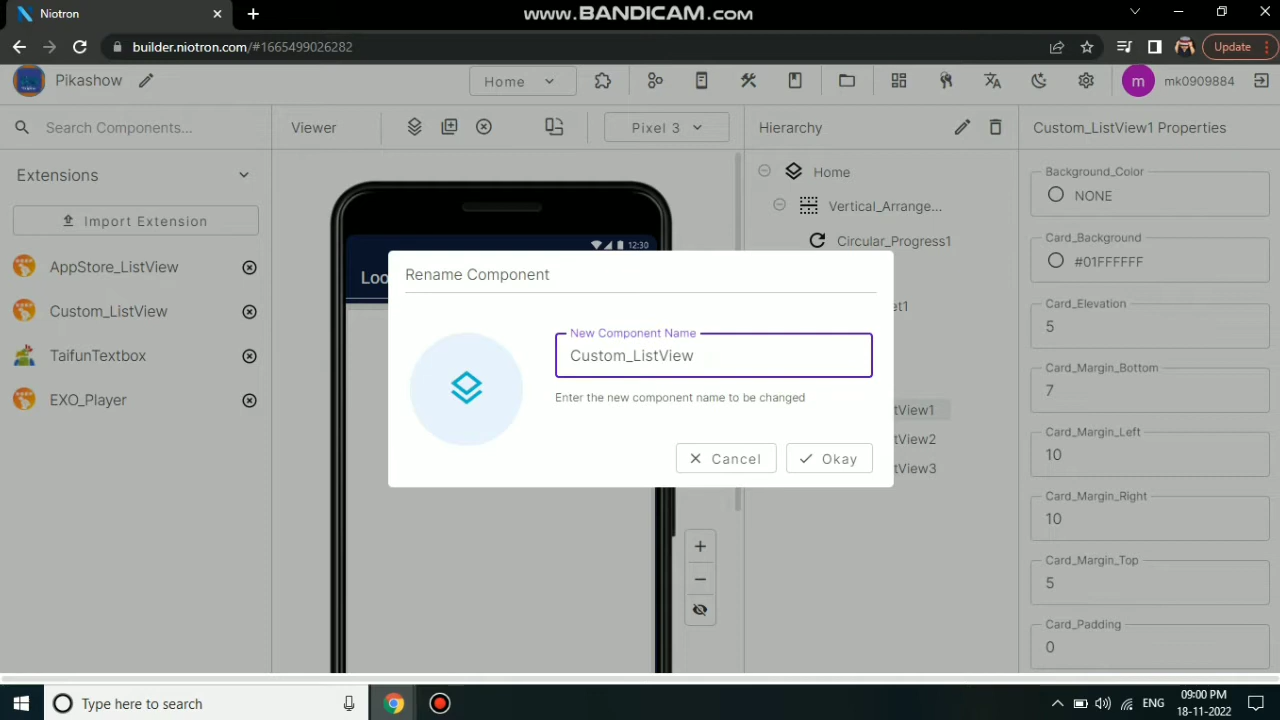 Niotron
www.BANDICAM.com
builder.niotron.com/#1665499026282
Update
Pikashow
Home
m
mk0909884
Search Components...
Viewer
Pixel 3
Hierarchy
Custom_ListView1 Properties
Extensions
Import Extension
AppStore_ListView
Custom_ListView
TaifunTextbox
EXO_Player
12:30
Loo
Home
Vertical_Arrange...
Circular_Progress1
et1
tView1
tView2
tView3
Rename Component
New Component Name
Custom_ListView
Enter the new component name to be changed
Cancel
Okay
Background_Color
NONE
Card_Background
#01FFFFFF
Card_Elevation
5
Card_Margin_Bottom
7
Card_Margin_Left
10
Card_Margin_Right
10
Card_Margin_Top
5
Card_Padding
0
Type here to search
ENG
09:00 PM
18-11-2022